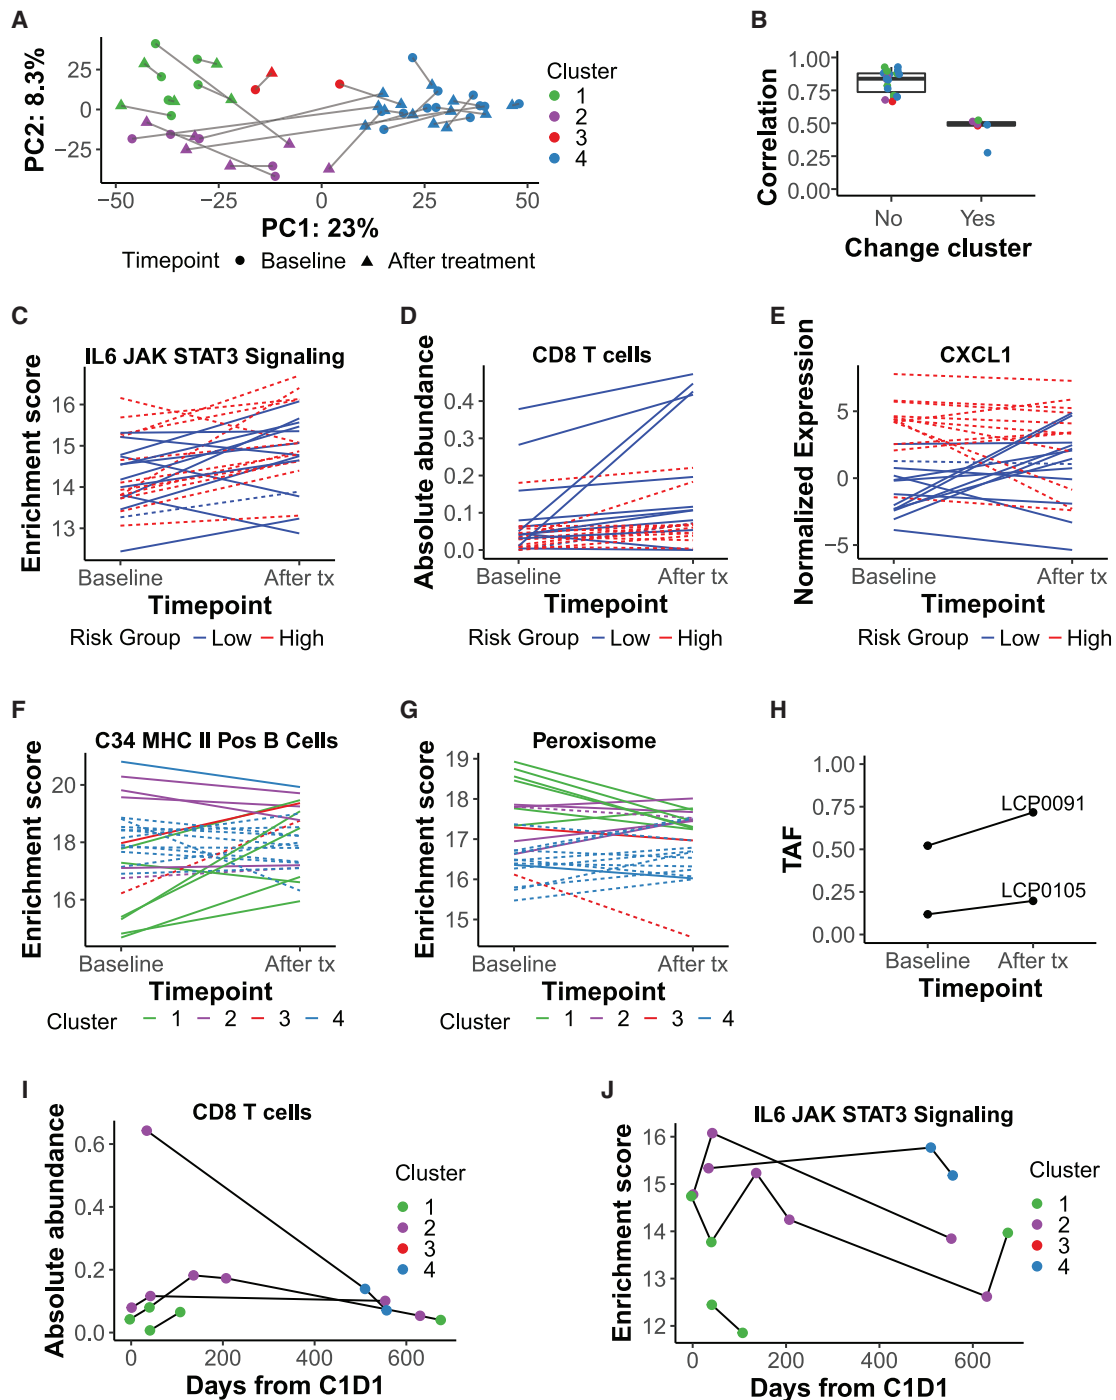 A
PC2: 8.3%
25
0
−25
−50
−25
0
25
50
PC1: 23%
Cluster
1
2
3
4
Timepoint Baseline After treatment
B
Correlation
1.00
0.75
0.50
0.25
0.00
No
Yes
Change cluster
C
IL6 JAK STAT3 Signaling
Enrichment score
16
15
14
13
Baseline
After tx
Timepoint
Risk Group Low High
D
CD8 T cells
Absolute abundance
0.4
0.3
0.2
0.1
0.0
Baseline
After tx
Timepoint
Risk Group Low High
E
CXCL1
Normalized Expression
5
0
−5
Baseline
After tx
Timepoint
Risk Group Low High
F
C34 MHC II Pos B Cells
Enrichment score
20
18
16
Baseline
After tx
Timepoint
Cluster 1 2 3 4
G
Peroxisome
Enrichment score
19
18
17
16
15
Baseline
After tx
Timepoint
Cluster 1 2 3 4
H
TAF
1.00
0.75
0.50
0.25
0.00
LCP0091
LCP0105
Baseline
After tx
Timepoint
I
CD8 T cells
Absolute abundance
0.6
0.4
0.2
0.0
0
200
400
600
Days from C1D1
Cluster
1
2
3
4
J
IL6 JAK STAT3 Signaling
Enrichment score
16
15
14
13
12
0
200
400
600
Days from C1D1
Cluster
1
2
3
4